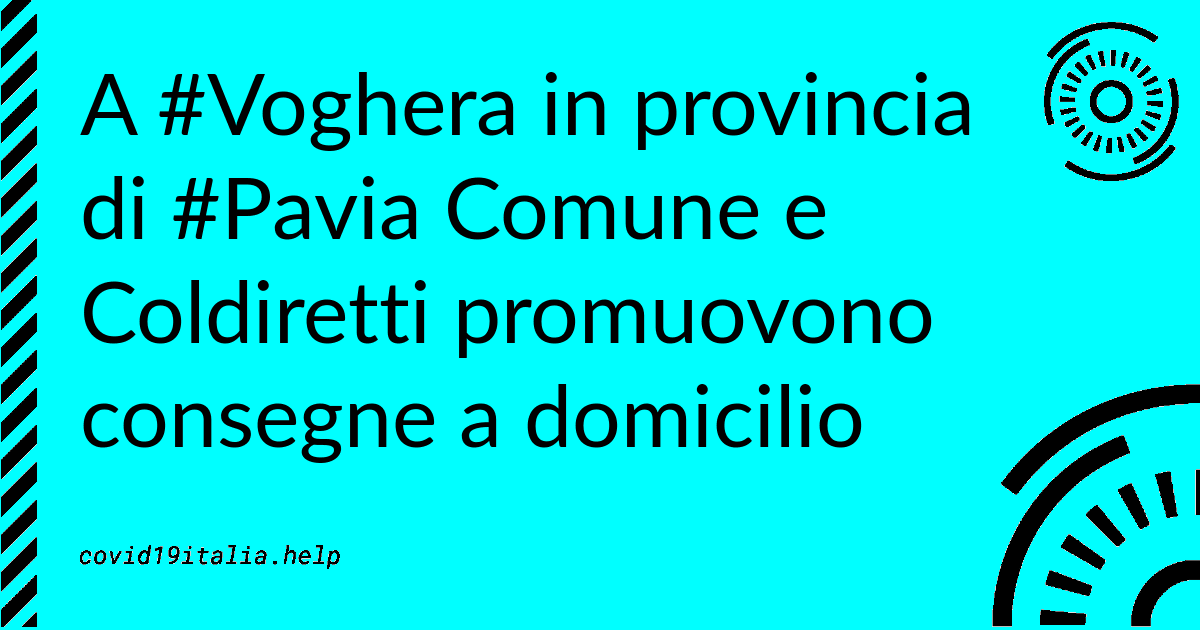 A #Voghera in provincia
di #Pavia Comune e
Coldiretti promuovono
consegne a domicilio
covid19italia.help